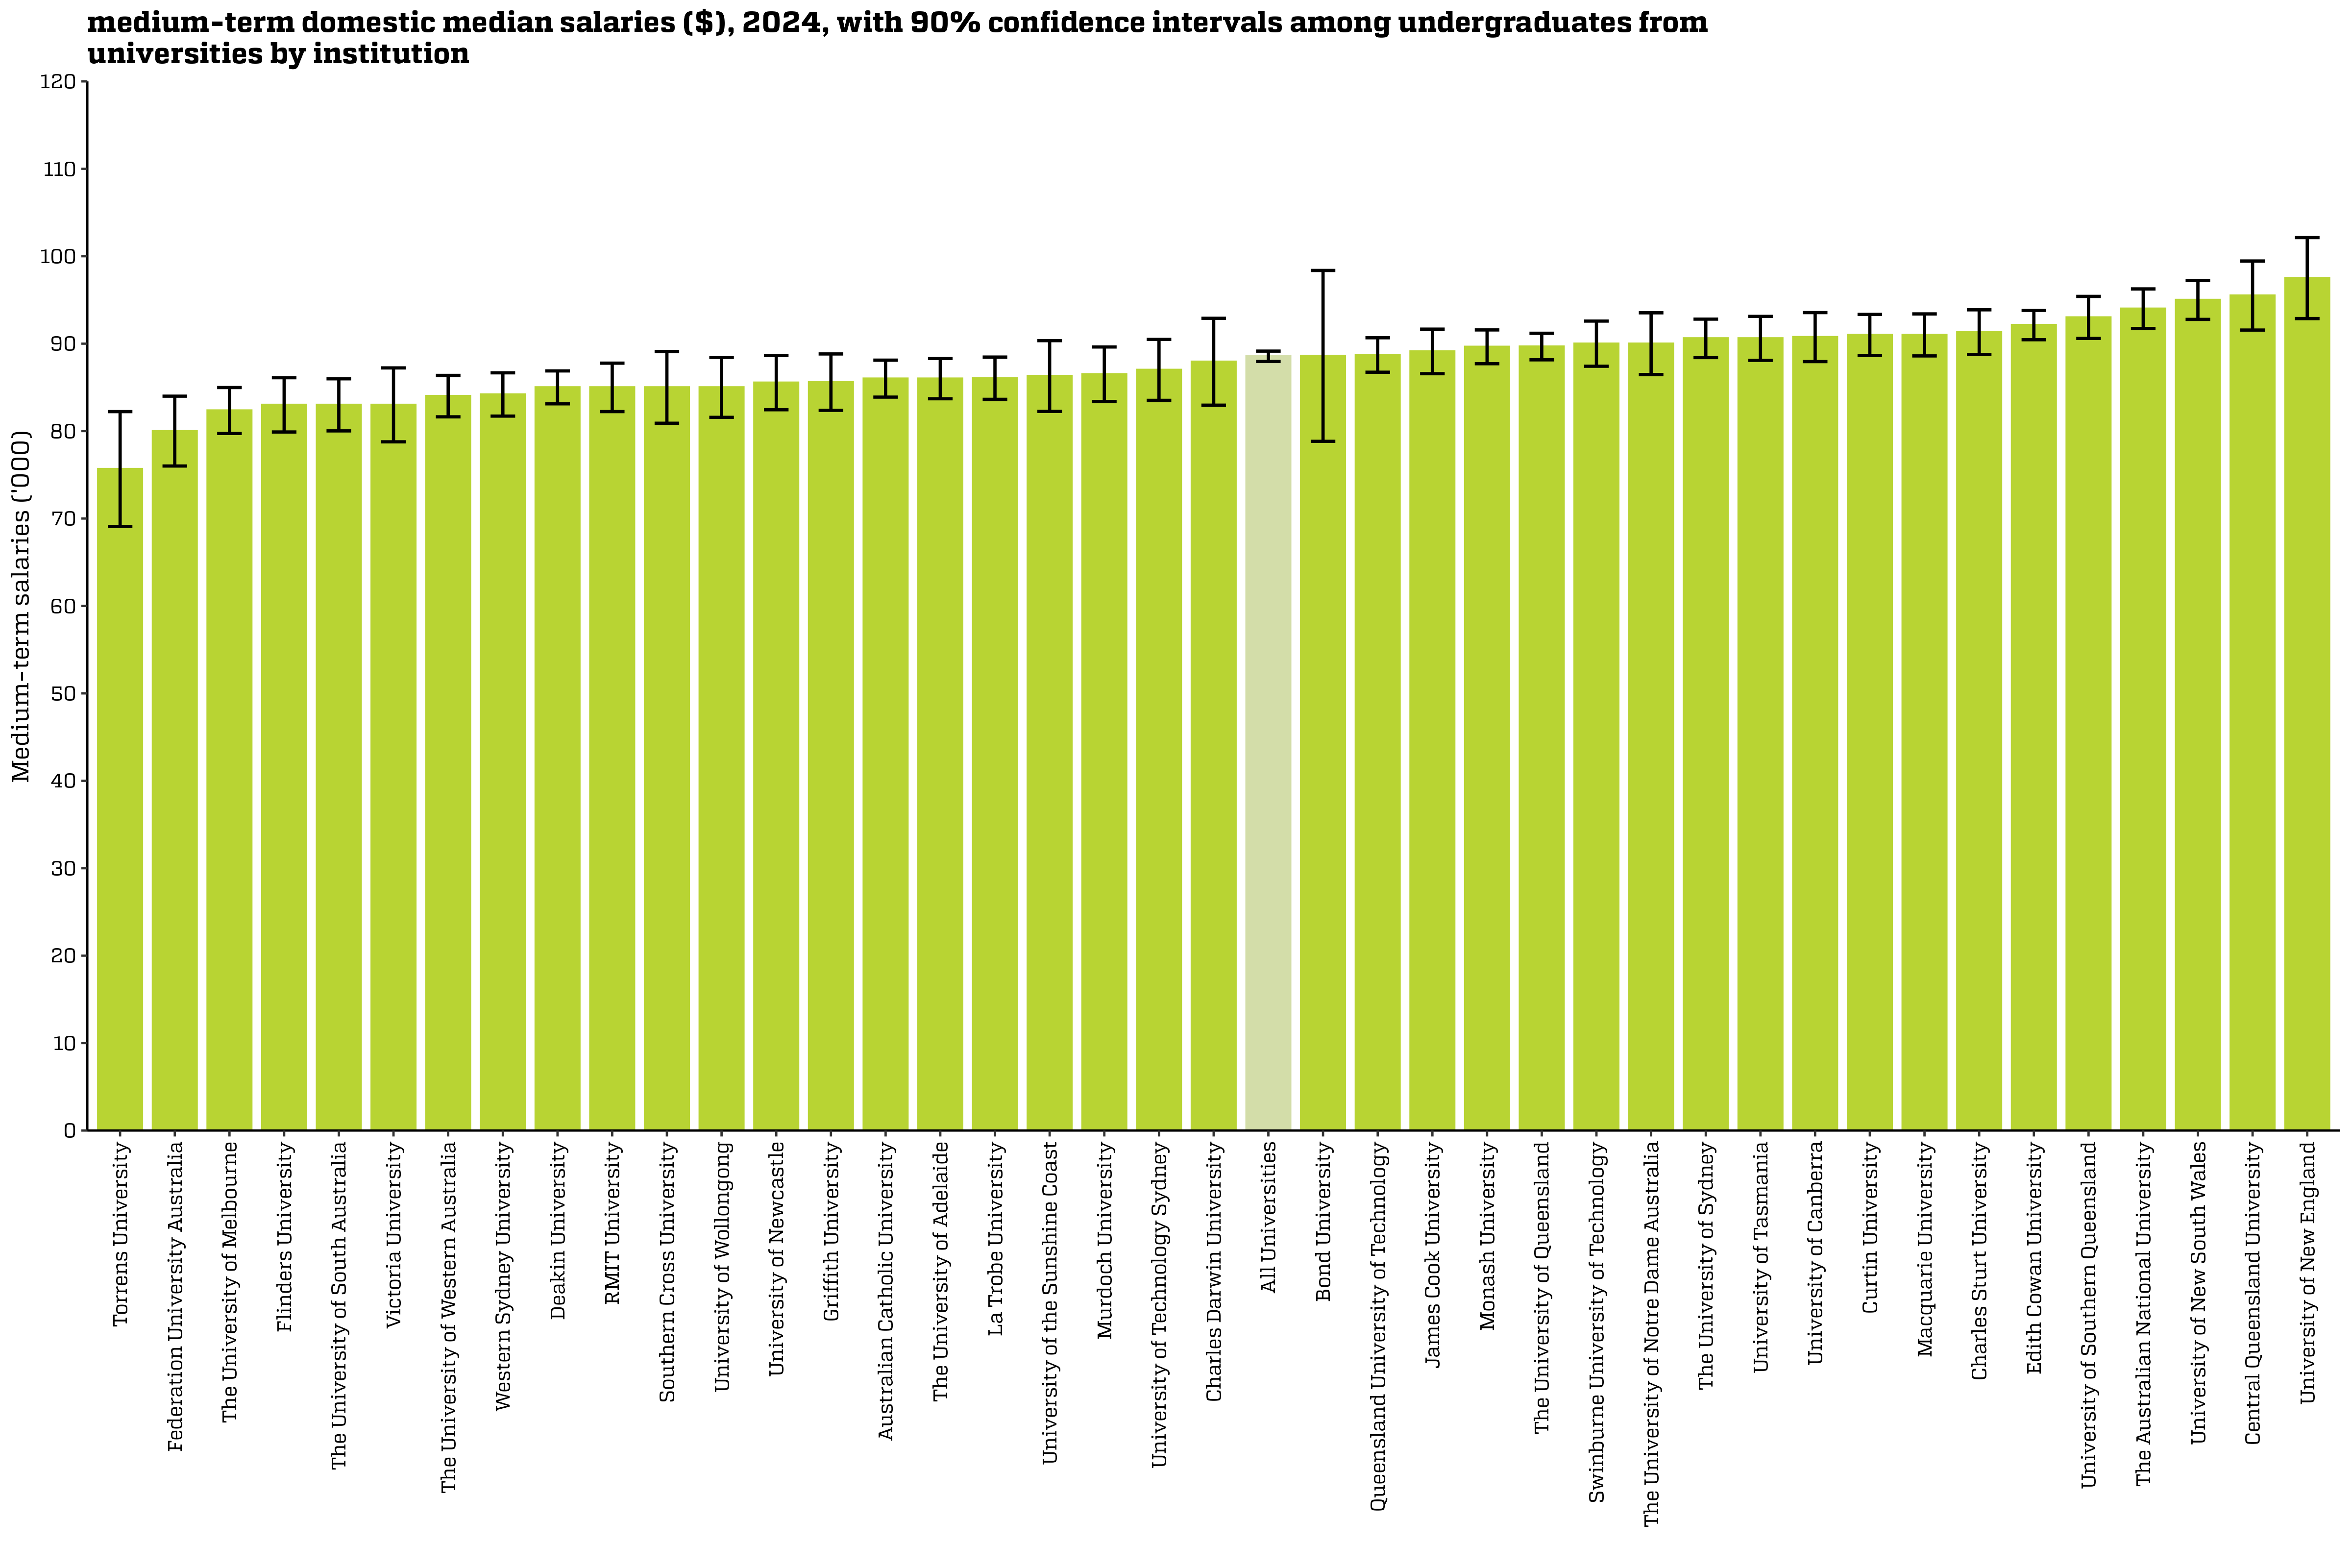 medium-term domestic median salaries ($), 2024, with 90% confidence intervals among undergraduates from
universities by institution
Medium-term salaries ('000)
120
110
100
90
80
70
60
50
40
30
20
10
0
Torrens University
Federation University Australia
The University of Melbourne
Flinders University
The University of South Australia
Victoria University
The University of Western Australia
Western Sydney University
Deakin University
RMIT University
Southern Cross University
University of Wollongong
University of Newcastle
Griffith University
Australian Catholic University
The University of Adelaide
La Trobe University
University of the Sunshine Coast
Murdoch University
University of Technology Sydney
Charles Darwin University
All Universities
Bond University
Queensland University of Technology
James Cook University
Monash University
The University of Queensland
Swinburne University of Technology
The University of Notre Dame Australia
The University of Sydney
University of Tasmania
University of Canberra
Curtin University
Macquarie University
Charles Sturt University
Edith Cowan University
University of Southern Queensland
The Australian National University
University of New South Wales
Central Queensland University
University of New England